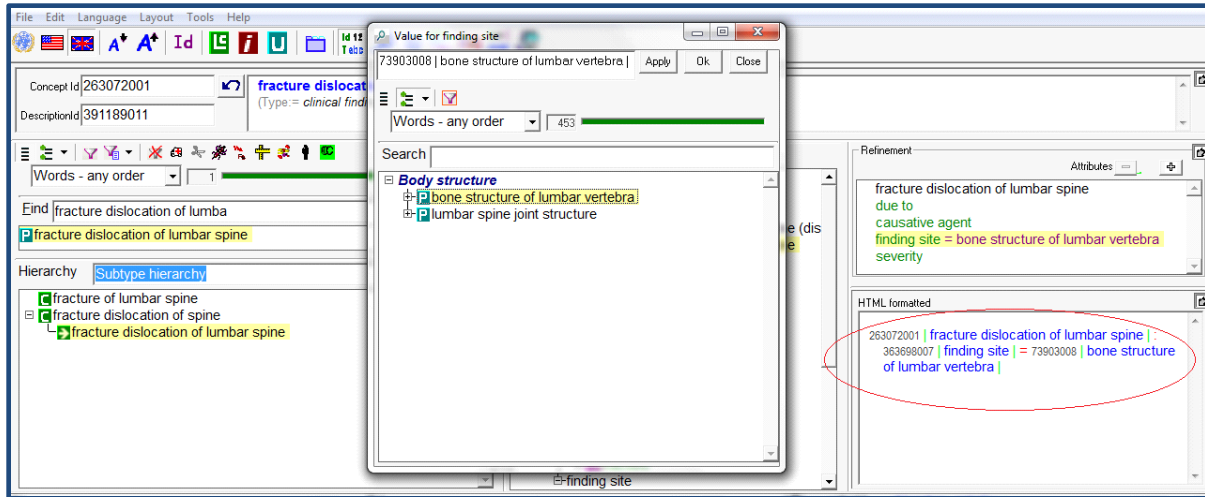 File Edit Language Layout Tools Help
A A Id
Id 12
T ebp
Concept Id 263072001
fracture dislocat
(Type:= clinical findi
DescriptionId 391189011
Words - any order 1
Find fracture dislocation of lumba
P fracture dislocation of lumbar spine
Hierarchy Subtype hierarchy
C fracture of lumbar spine
C fracture dislocation of spine
fracture dislocation of lumbar spine
Value for finding site
73903008 | bone structure of lumbar vertebra | Apply Ok Close
Words - any order 453
Search
Body structure
P bone structure of lumbar vertebra
P lumbar spine joint structure
e (dis
e
finding site
Refinement
Attributes
fracture dislocation of lumbar spine
due to
causative agent
finding site = bone structure of lumbar vertebra
severity
HTML formatted
263072001 | fracture dislocation of lumbar spine | :
363698007 | finding site | = 73903008 | bone structure
of lumbar vertebra |